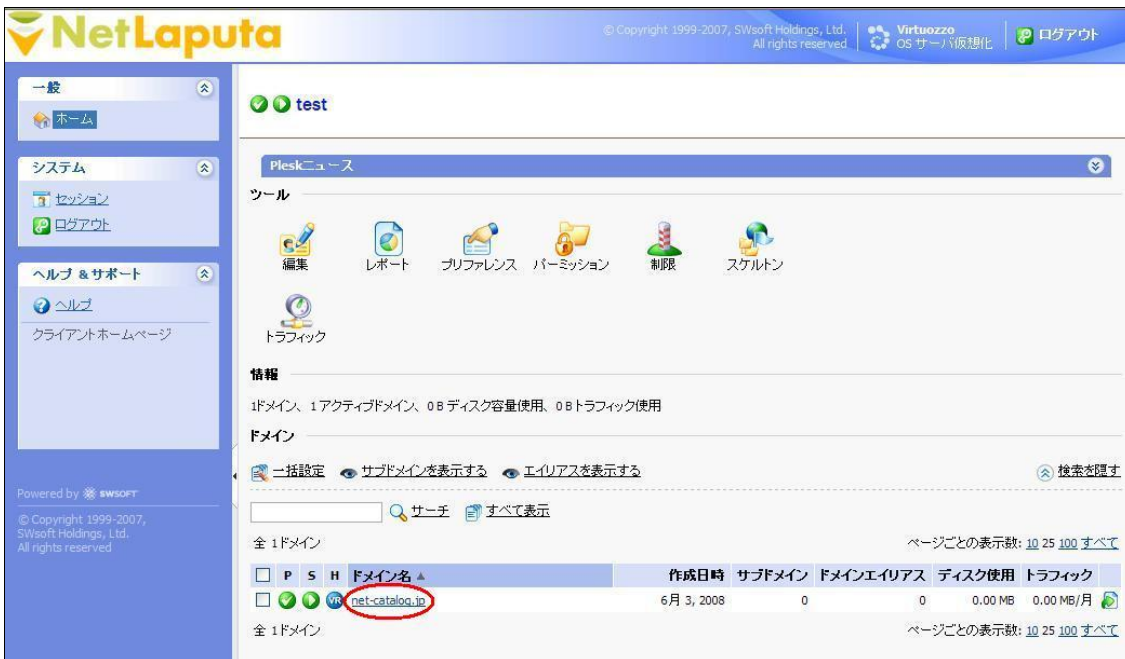 NetLaputa
© Copyright 1999-2007, SWsoft Holdings, Ltd.
All rights reserved
Virtuozzo
OS サーバ仮想化
ログアウト
一般
ホーム
システム
セッション
ログアウト
ヘルプ & サポート
ヘルプ
クライアントホームページ
Powered by SWSOFT
© Copyright 1999-2007,
SWsoft Holdings, Ltd.
All rights reserved
test
Pleskニュース
ツール
編集 レポート プリファレンス パーミッション 制限 スケルトン
トラフィック
情報
1ドメイン、1 アクティブドメイン、0 B ディスク容量使用、0 B トラフィック使用
ドメイン
一括設定 サブドメインを表示する エイリアスを表示する 検索を隠す
サーチ すべて表示
全 1ドメイン ページごとの表示数: 10 25 100 すべて
P S H ドメイン名 作成日時 サブドメイン ドメインエイリアス ディスク使用 トラフィック
VR net-catalog.jp 6月 3, 2008 0 0 0.00 MB 0.00 MB/月
全 1ドメイン ページごとの表示数: 10 25 100 すべて